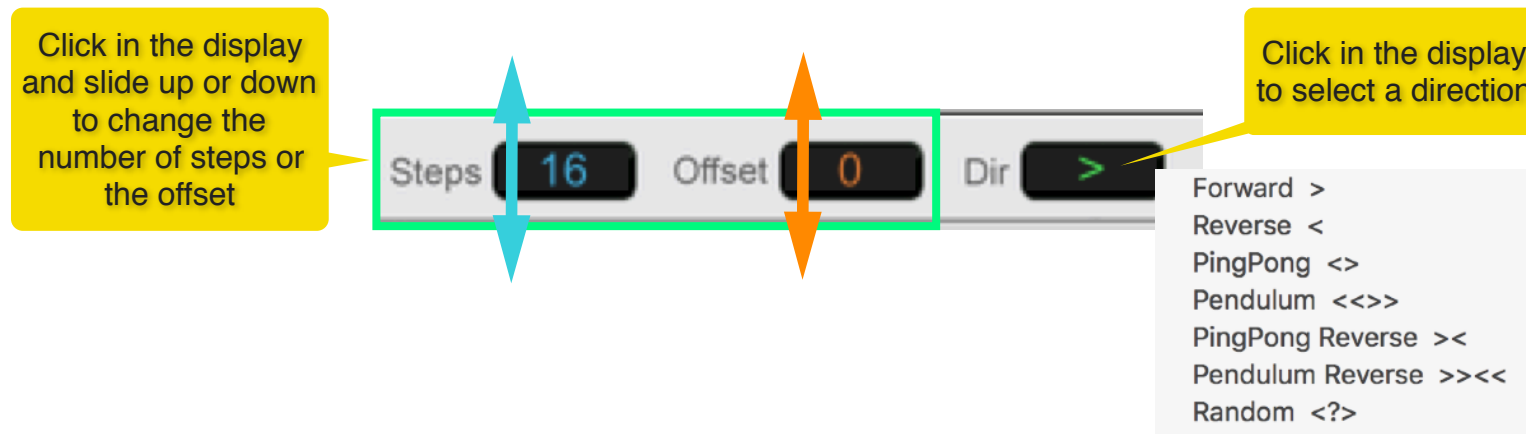 Click in the display
and slide up or down
to change the
number of steps or
the offset
Steps 16 Offset 0 Dir >
Click in the display
to select a direction
Forward >
Reverse <
PingPong <>
Pendulum <<>>
PingPong Reverse ><
Pendulum Reverse >><<
Random <?>